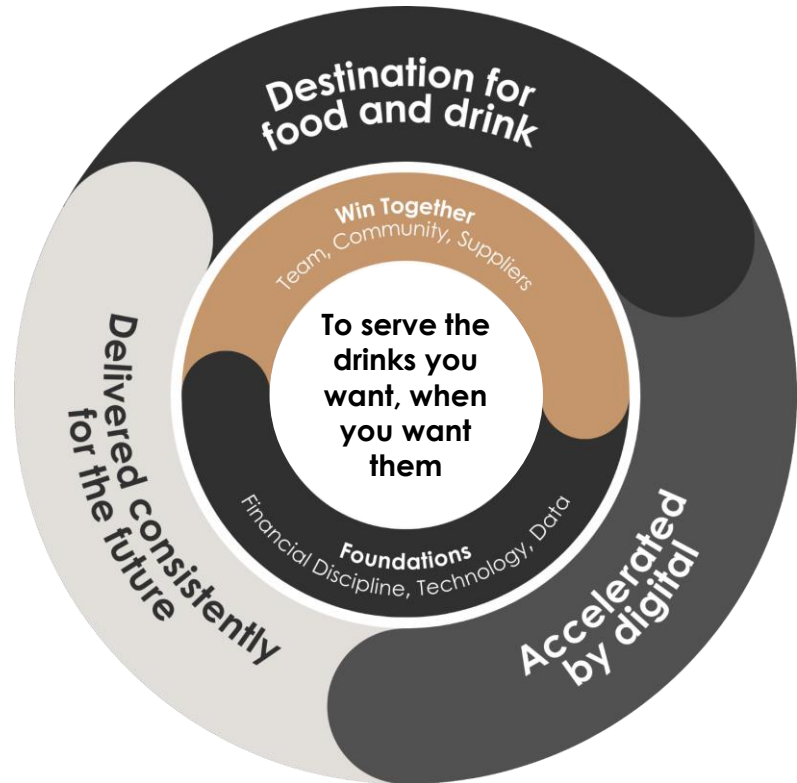 Destination for
food and drink
Win Together
Team, Community, Suppliers
To serve the
drinks you
want, when
you want
them
Foundations
Financial Discipline, Technology, Data
Delivered consistently
for the future
Accelerated
by digital